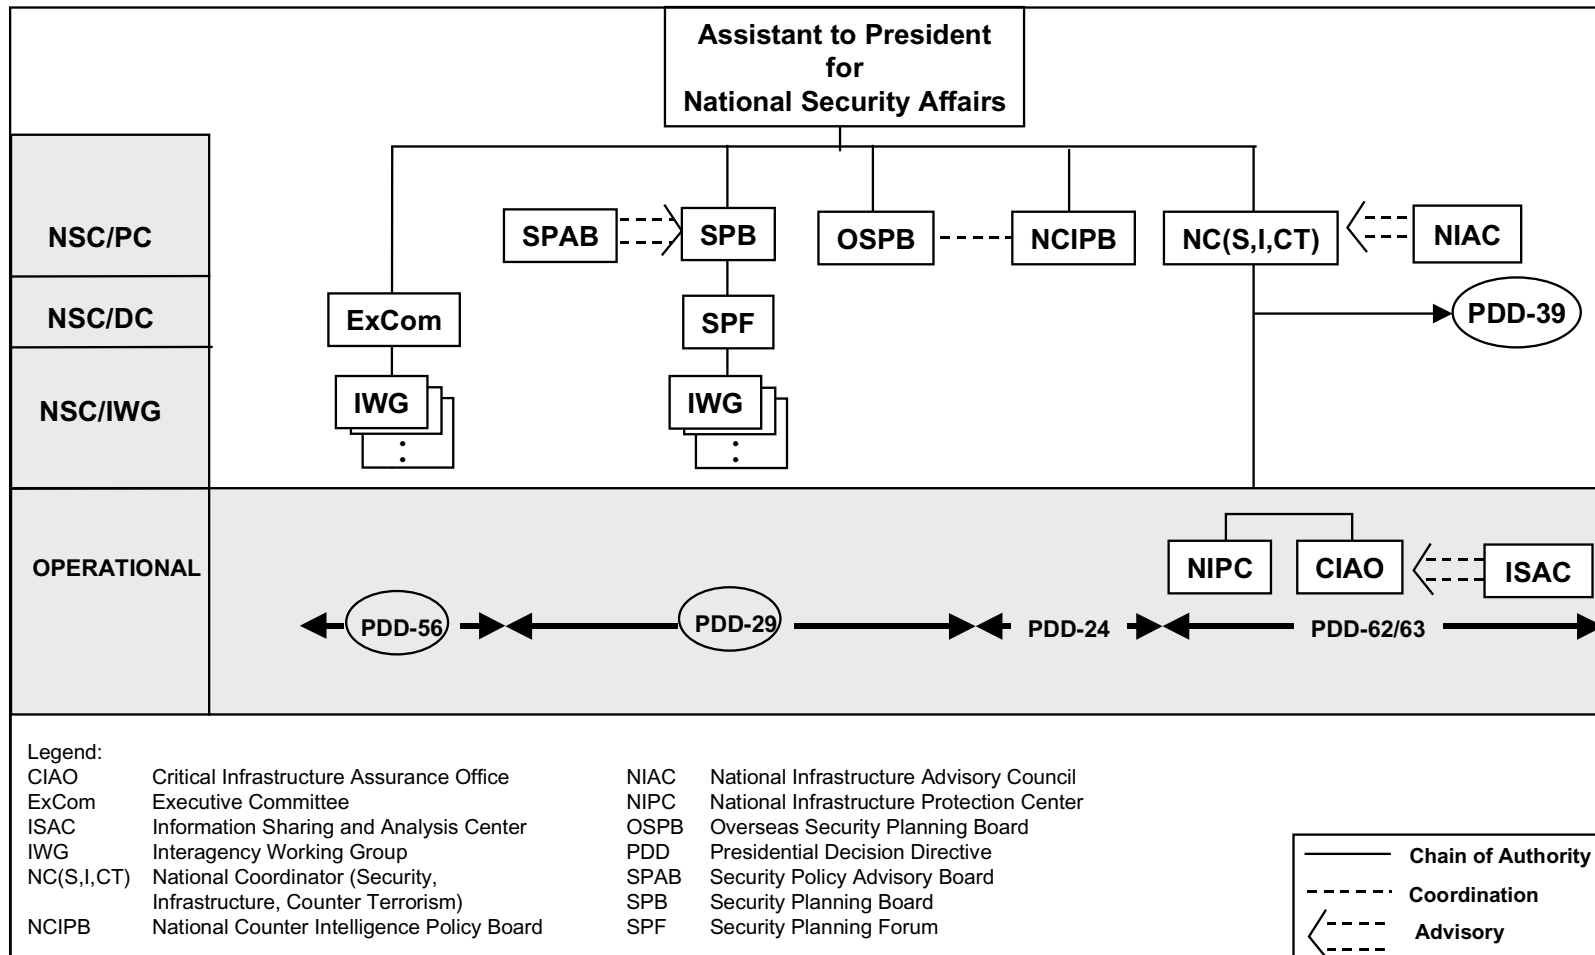 Assistant to President
for
National Security Affairs
NSC/PC
SPAB
SPB
OSPB
NCIPB
NC(S,I,CT)
NIAC
NSC/DC
ExCom
SPF
PDD-39
NSC/IWG
IWG
:
IWG
:
OPERATIONAL
NIPC
CIAO
ISAC
PDD-56
PDD-29
PDD-24
PDD-62/63
Legend:
CIAO Critical Infrastructure Assurance Office
ExCom Executive Committee
ISAC Information Sharing and Analysis Center
IWG Interagency Working Group
NC(S,I,CT) National Coordinator (Security,
Infrastructure, Counter Terrorism)
NCIPB National Counter Intelligence Policy Board
NIAC National Infrastructure Advisory Council
NIPC National Infrastructure Protection Center
OSPB Overseas Security Planning Board
PDD Presidential Decision Directive
SPAB Security Policy Advisory Board
SPB Security Planning Board
SPF Security Planning Forum
Chain of Authority
Coordination
Advisory